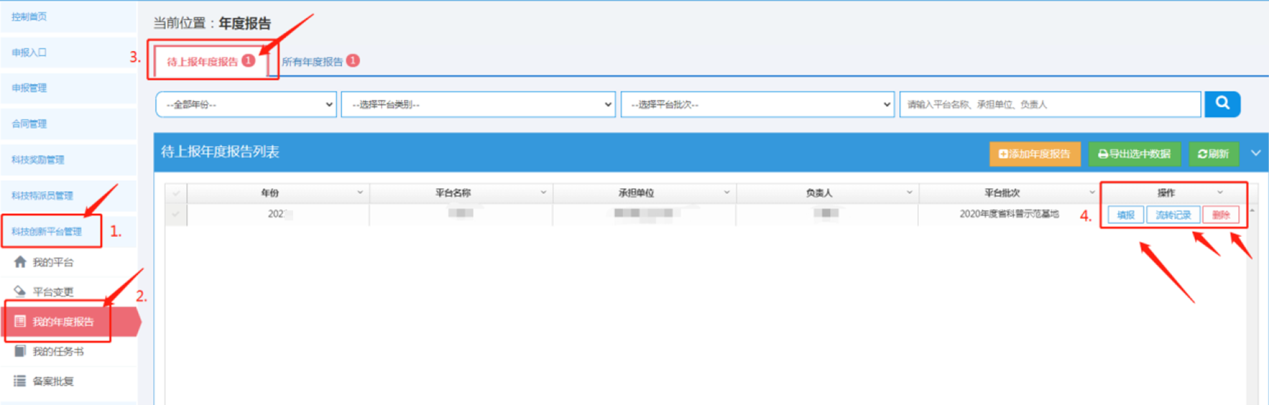 控制首页
申报入口
申报管理
合同管理
科技奖励管理
科技特派员管理
科技创新平台管理
1.
我的平台
平台变更
2.
我的年度报告
我的任务书
备案批复
当前位置：年度报告
3.
待上报年度报告 1 所有年度报告 1
--全部年份-- --选择平台类别-- --选择平台批次-- 请输入平台名称、承担单位、负责人
待上报年度报告列表 添加年度报告 导出选中数据 刷新
年份 平台名称 承担单位 负责人 平台批次 操作
202 2020年度省科普示范基地 4. 填报 流转记录 删除